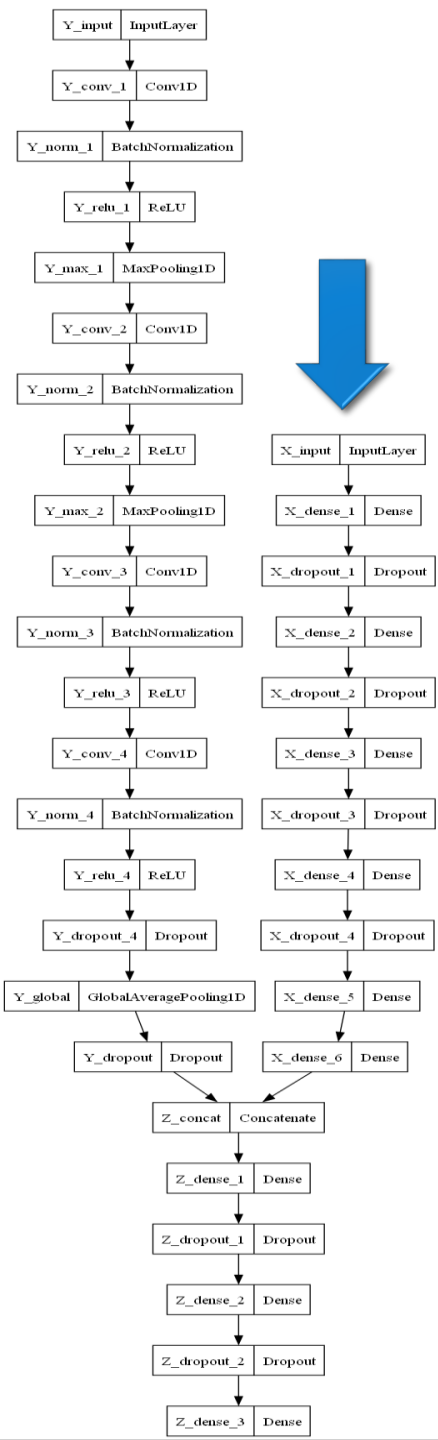 Y_input InputLayer
Y_conv_1 Conv1D
Y_norm_1 BatchNormalization
Y_relu_1 ReLU
Y_max_1 MaxPooling1D
Y_conv_2 Conv1D
Y_norm_2 BatchNormalization
Y_relu_2 ReLU
Y_max_2 MaxPooling1D
Y_conv_3 Conv1D
Y_norm_3 BatchNormalization
Y_relu_3 ReLU
Y_conv_4 Conv1D
Y_norm_4 BatchNormalization
Y_relu_4 ReLU
Y_dropout_4 Dropout
Y_global GlobalAveragePooling1D
Y_dropout Dropout
X_input InputLayer
X_dense_1 Dense
X_dropout_1 Dropout
X_dense_2 Dense
X_dropout_2 Dropout
X_dense_3 Dense
X_dropout_3 Dropout
X_dense_4 Dense
X_dropout_4 Dropout
X_dense_5 Dense
X_dense_6 Dense
Z_concat Concatenate
Z_dense_1 Dense
Z_dropout_1 Dropout
Z_dense_2 Dense
Z_dropout_2 Dropout
Z_dense_3 Dense